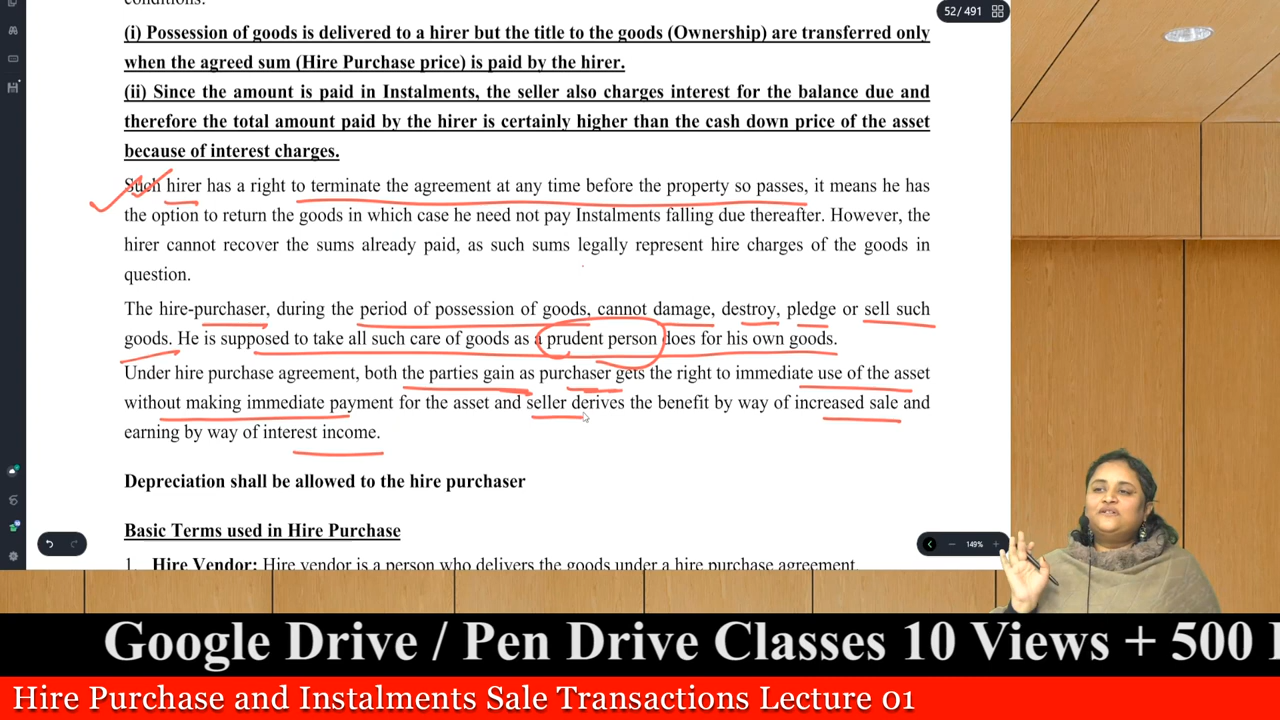 conditions:
52/491
(i) Possession of goods is delivered to a hirer but the title to the goods (Ownership) are transferred only
when the agreed sum (Hire Purchase price) is paid by the hirer.
(ii) Since the amount is paid in Instalments, the seller also charges interest for the balance due and
therefore the total amount paid by the hirer is certainly higher than the cash down price of the asset
because of interest charges.
Such hirer has a right to terminate the agreement at any time before the property so passes, it means he has
the option to return the goods in which case he need not pay Instalments falling due thereafter. However, the
hirer cannot recover the sums already paid, as such sums legally represent hire charges of the goods in
question.
The hire-purchaser, during the period of possession of goods, cannot damage, destroy, pledge or sell such
goods. He is supposed to take all such care of goods as a prudent person does for his own goods.
Under hire purchase agreement, both the parties gain as purchaser gets the right to immediate use of the asset
without making immediate payment for the asset and seller derives the benefit by way of increased sale and
earning by way of interest income.
Depreciation shall be allowed to the hire purchaser
Basic Terms used in Hire Purchase
149%
1. Hire Vendor: Hire vendor is a person who delivers the goods under a hire purchase agreement.
Google Drive / Pen Drive Classes 10 Views + 500
Hire Purchase and Instalments Sale Transactions Lecture 01